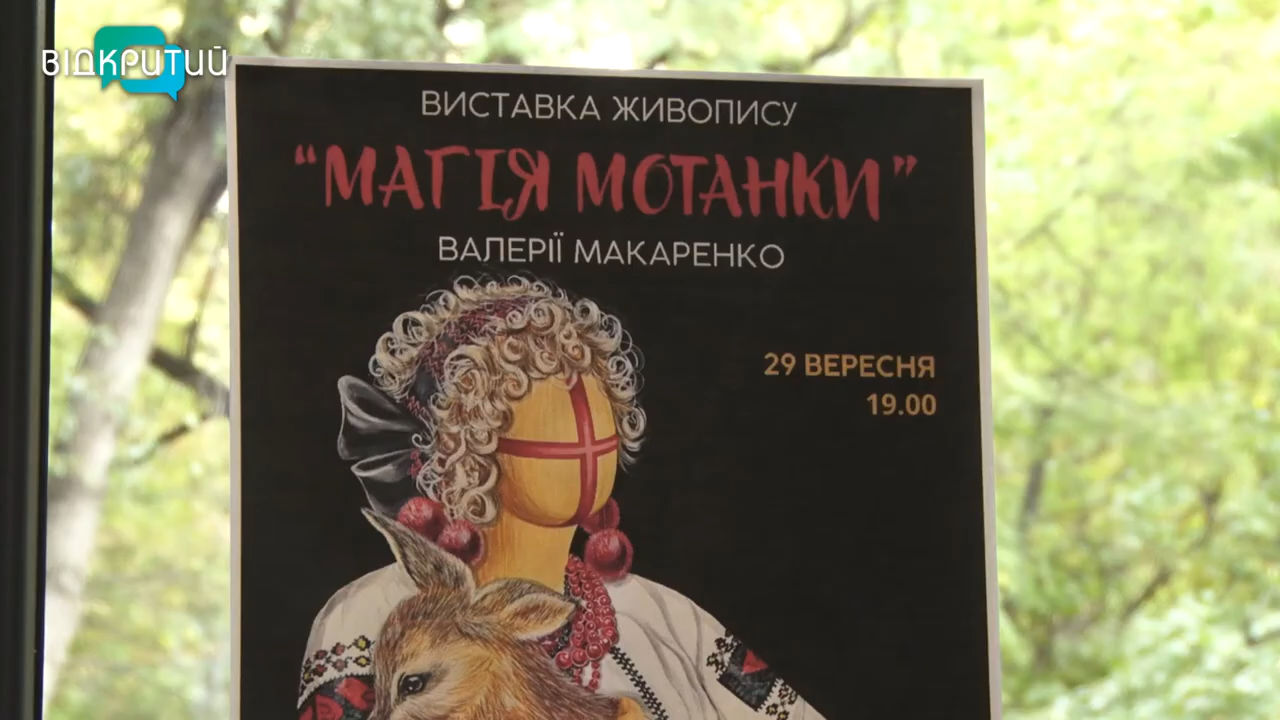 ВІДКРИТИЙ
ВИСТАВКА ЖИВОПИСУ
“МАГІЯ МОТАНКИ”
ВАЛЕРІЇ МАКАРЕНКО
29 ВЕРЕСНЯ
19.00